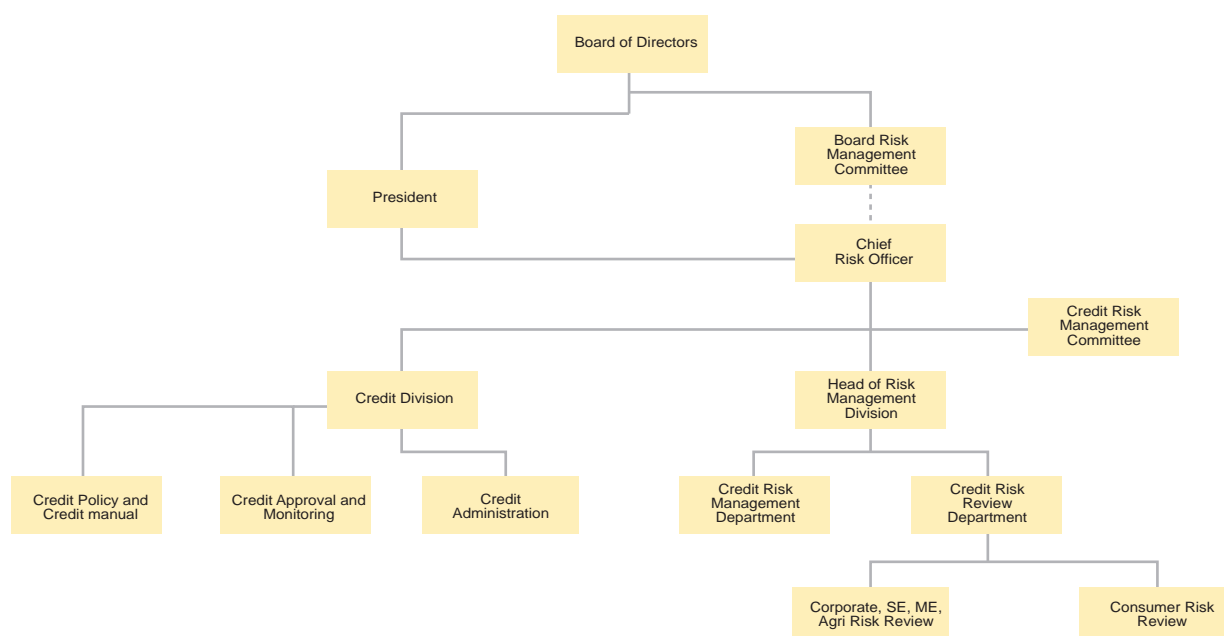 Board of Directors
Board Risk
Management
Committee
President
Chief
Risk Officer
Credit Risk
Management
Committee
Credit Division
Head of Risk
Management
Division
Credit Policy and
Credit manual
Credit Approval and
Monitoring
Credit
Administration
Credit Risk
Management
Department
Credit Risk
Review
Department
Corporate, SE, ME,
Agri Risk Review
Consumer Risk
Review